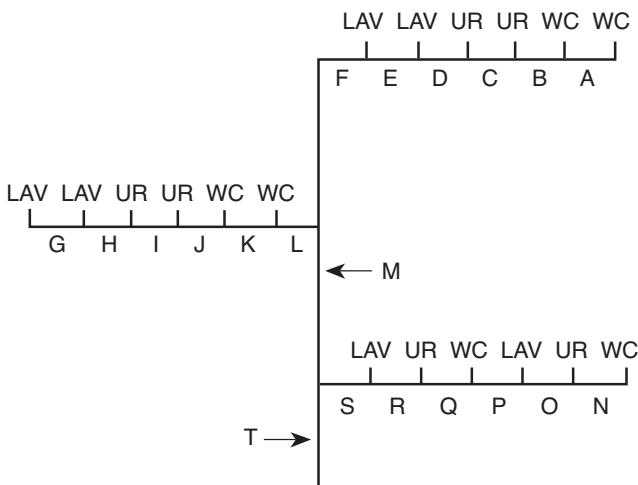 LAV LAV UR UR WC WC
F E D C B A
LAV LAV UR UR WC WC
G H I J K L
M
LAV UR WC LAV UR WC
S R Q P O N
T